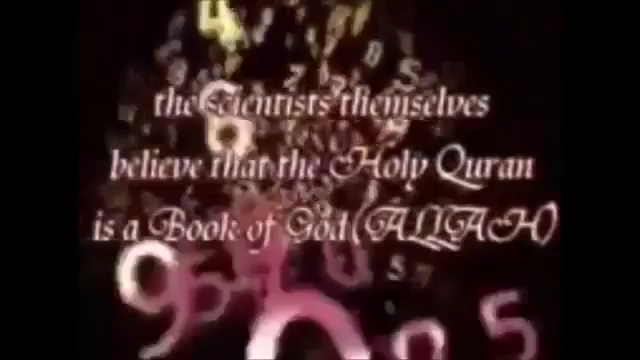 the scientists themselves
believe that the Holy Quran
is a Book of God (ALLAH)